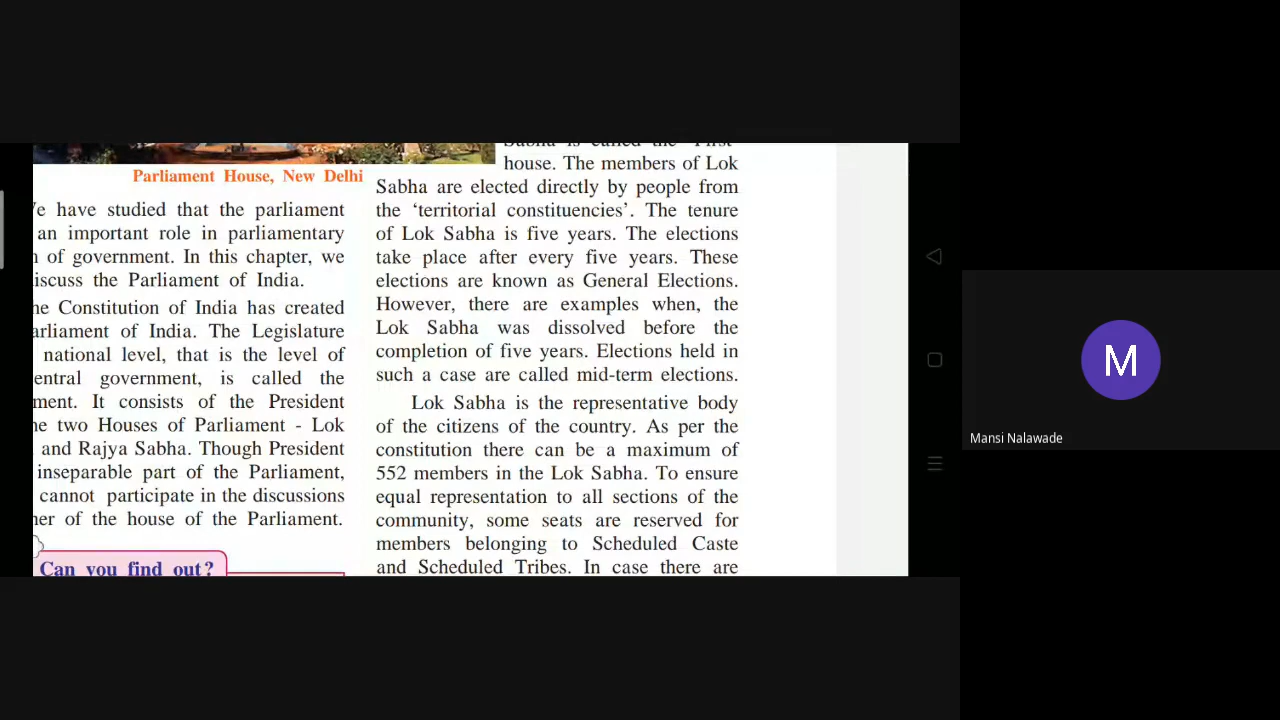 Parliament House, New Delhi
have studied that the parliament
an important role in parliamentary
of government. In this chapter, we
iscuss the Parliament of India.
he Constitution of India has created
arliament of India. The Legislature
national level, that is the level of
entral government, is called the
ment. It consists of the President
he two Houses of Parliament - Lok
and Rajya Sabha. Though President
inseparable part of the Parliament,
cannot participate in the discussions
her of the house of the Parliament.
Can you find out?
Sabha is called the 'First'
house. The members of Lok
Sabha are elected directly by people from
the ‘territorial constituencies’. The tenure
of Lok Sabha is five years. The elections
take place after every five years. These
elections are known as General Elections.
However, there are examples when, the
Lok Sabha was dissolved before the
completion of five years. Elections held in
such a case are called mid-term elections.
Lok Sabha is the representative body
of the citizens of the country. As per the
constitution there can be a maximum of
552 members in the Lok Sabha. To ensure
equal representation to all sections of the
community, some seats are reserved for
members belonging to Scheduled Caste
and Scheduled Tribes. In case there are
M
Mansi Nalawade